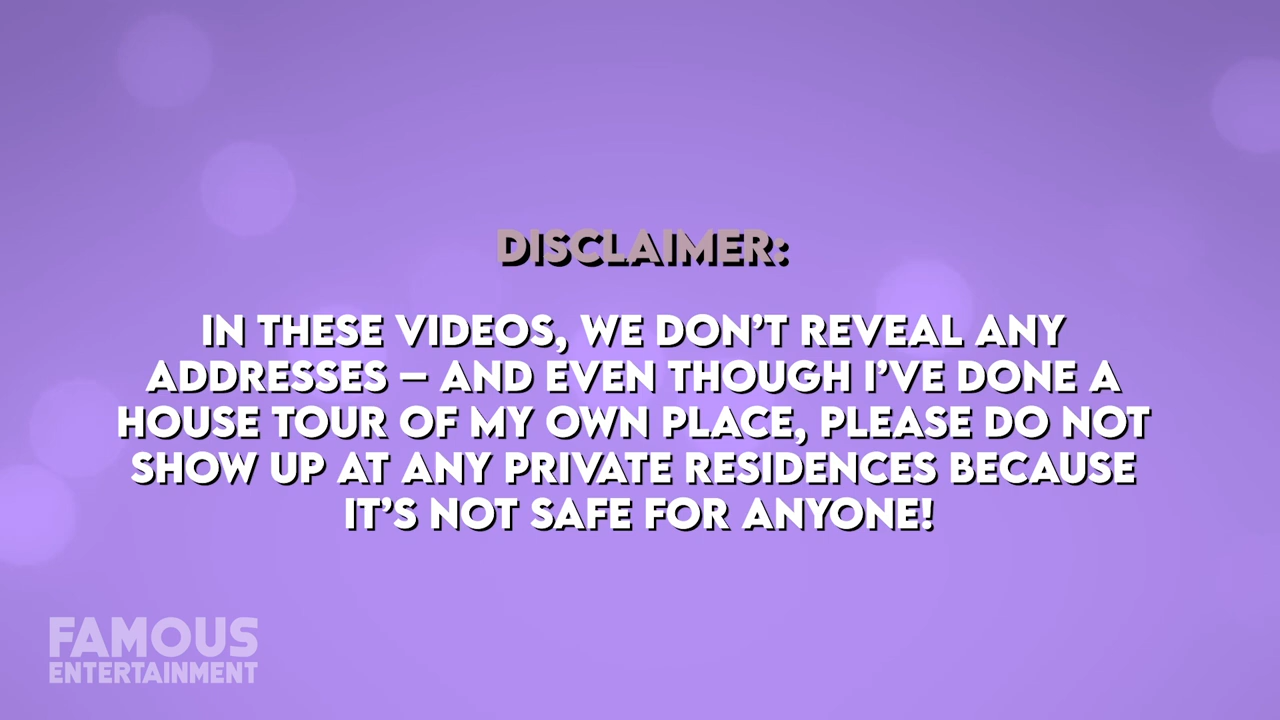 DISCLAIMER:
IN THESE VIDEOS, WE DON’T REVEAL ANY
ADDRESSES – AND EVEN THOUGH I’VE DONE A
HOUSE TOUR OF MY OWN PLACE, PLEASE DO NOT
SHOW UP AT ANY PRIVATE RESIDENCES BECAUSE
IT’S NOT SAFE FOR ANYONE!
FAMOUS
ENTERTAINMENT